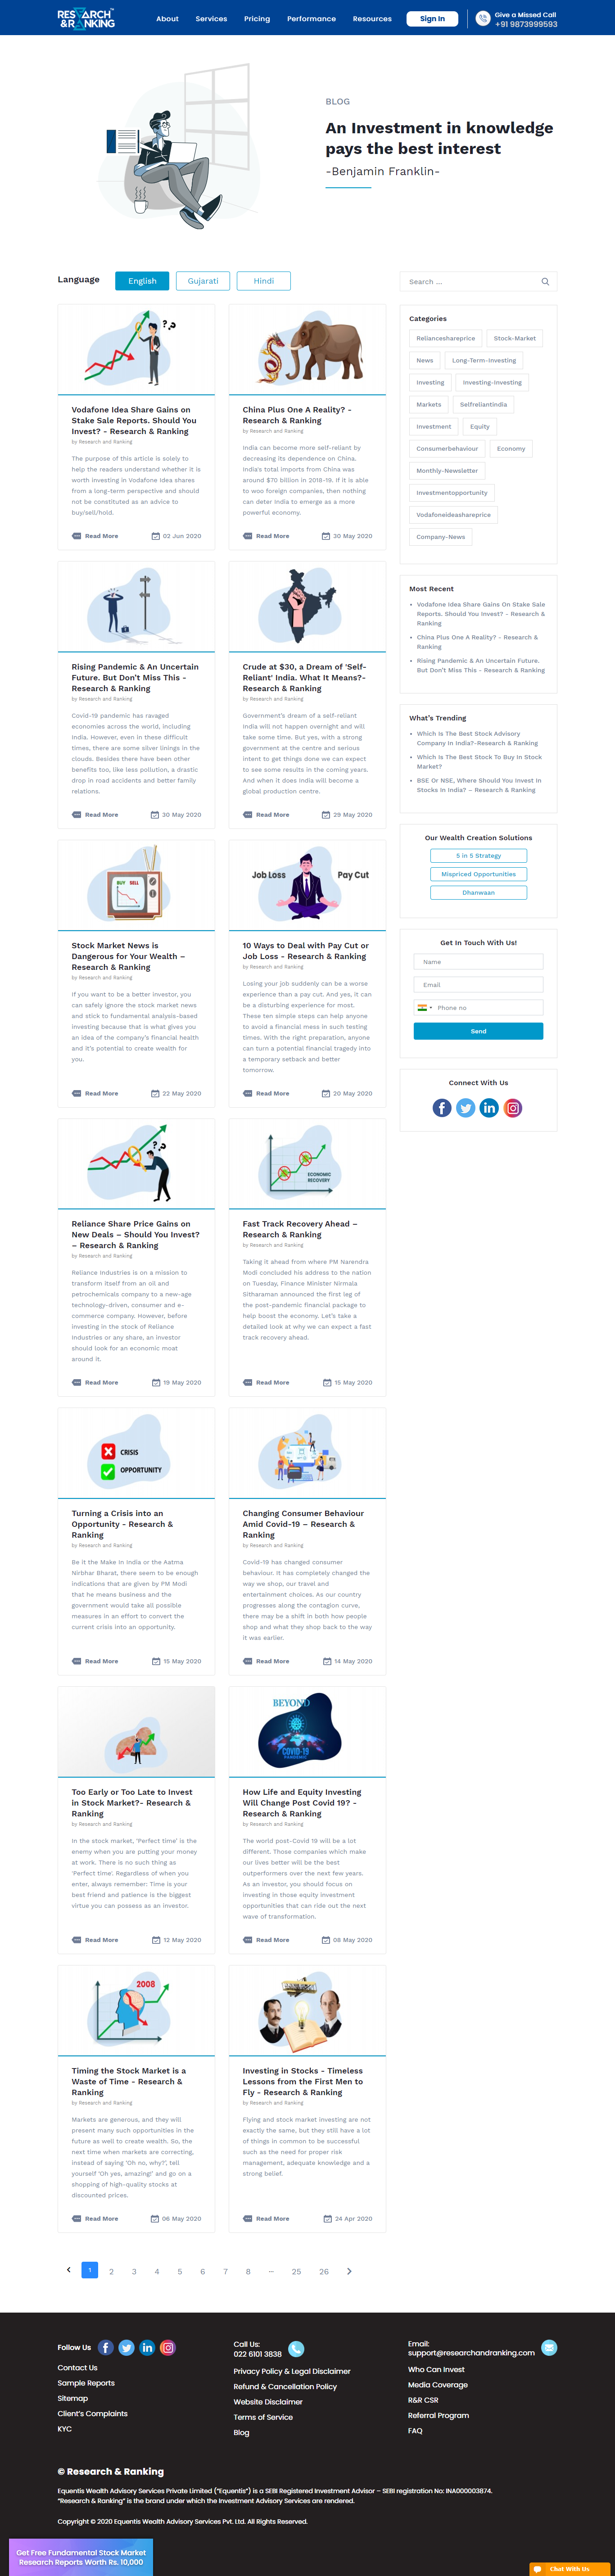 RESEARCH
&RANKING
About Services Pricing Performance Resources Sign In
Give a Missed Call
+91 9873999593
BLOG
An Investment in knowledge
pays the best interest
-Benjamin Franklin-
Language English Gujarati Hindi
Vodafone Idea Share Gains on
Stake Sale Reports. Should You
Invest? - Research & Ranking
by Research and Ranking
The purpose of this article is solely to
help the readers understand whether it is
worth investing in Vodafone Idea shares
from a long-term perspective and should
not be constituted as an advice to
buy/sell/hold.
Read More 02 Jun 2020
China Plus One A Reality? -
Research & Ranking
by Research and Ranking
India can become more self-reliant by
decreasing its dependence on China.
India's total imports from China was
around $70 billion in 2018-19. If it is able
to woo foreign companies, then nothing
can deter India to emerge as a more
powerful economy.
Read More 30 May 2020
Rising Pandemic & An Uncertain
Future. But Don't Miss This -
Research & Ranking
by Research and Ranking
Covid-19 pandemic has ravaged
economies across the world, including
India. However, even in these difficult
times, there are some silver linings in the
clouds. Besides there have been other
benefits too, like less pollution, a drastic
drop in road accidents and better family
relations.
Read More 30 May 2020
Crude at $30, a Dream of 'Self-
Reliant' India. What It Means?-
Research & Ranking
by Research and Ranking
Government's dream of a self-reliant
India will not happen overnight and will
take some time. But yes, with a strong
government at the centre and serious
intent to get things done we can expect
to see some results in the coming years.
And when it does India will become a
global production centre.
Read More 29 May 2020
BUY SELL
Stock Market News is
Dangerous for Your Wealth –
Research & Ranking
by Research and Ranking
If you want to be a better investor, you
can safely ignore the stock market news
and stick to fundamental analysis-based
investing because that is what gives you
an idea of the company's financial health
and it's potential to create wealth for
you.
Read More 22 May 2020
Job Loss Pay Cut
10 Ways to Deal with Pay Cut or
Job Loss - Research & Ranking
by Research and Ranking
Losing your job suddenly can be a worse
experience than a pay cut. And yes, it can
be a disturbing experience for most.
These ten simple steps can help anyone
to avoid a financial mess in such testing
times. With the right preparation, anyone
can turn a potential financial tragedy into
a temporary setback and better
tomorrow.
Read More 20 May 2020
Reliance Share Price Gains on
New Deals – Should You Invest?
– Research & Ranking
by Research and Ranking
Reliance Industries is on a mission to
transform itself from an oil and
petrochemicals company to a new-age
technology-driven, consumer and e-
commerce company. However, before
investing in the stock of Reliance
Industries or any share, an investor
should look for an economic moat
around it.
Read More 19 May 2020
ECONOMIC
RECOVERY
Fast Track Recovery Ahead –
Research & Ranking
by Research and Ranking
Taking it ahead from where PM Narendra
Modi concluded his address to the nation
on Tuesday, Finance Minister Nirmala
Sitharaman announced the first leg of
the post-pandemic financial package to
help boost the economy. Let's take a
detailed look at why we can expect a fast
track recovery ahead.
Read More 15 May 2020
CRISIS
OPPORTUNITY
Turning a Crisis into an
Opportunity - Research &
Ranking
by Research and Ranking
Be it the Make in India or the Aatma
Nirbhar Bharat, there seem to be enough
indications that are given by PM Modi
that he means business and the
government would take all possible
measures in an effort to convert the
current crisis into an opportunity.
Read More 15 May 2020
Changing Consumer Behaviour
Amid Covid-19 – Research &
Ranking
by Research and Ranking
Covid-19 has changed consumer
behaviour. It has completely changed the
way we shop, our travel and
entertainment choices. As our country
progresses along the contagion curve,
there may be a shift in both how people
shop and what they shop back to the way
it was earlier.
Read More 14 May 2020
Too Early or Too Late to Invest
in Stock Market?- Research &
Ranking
by Research and Ranking
In the stock market, 'Perfect time' is the
enemy when you are putting your money
at work. There is no such thing as
'Perfect time'. Regardless of when you
enter, always remember: Time is your
best friend and patience is the biggest
virtue you can possess as an investor.
Read More 12 May 2020
BEYOND
COVID-19
How Life and Equity Investing
Will Change Post Covid 19? -
Research & Ranking
by Research and Ranking
The world post-Covid 19 will be a lot
different. Those companies which make
our lives better will be the best
outperformers over the next few years.
As an investor, you should focus on
investing in those equity investment
opportunities that can ride out the next
wave of transformation.
Read More 08 May 2020
2008
Timing the Stock Market is a
Waste of Time - Research &
Ranking
by Research and Ranking
Markets are generous, and they will
present many such opportunities in the
future as well to create wealth. So, the
next time when markets are correcting,
instead of saying 'Oh no, why?', tell
yourself 'Oh yes, amazing!' and go on a
shopping of high-quality stocks at
discounted prices.
Read More 06 May 2020
Investing in Stocks - Timeless
Lessons from the First Men to
Fly - Research & Ranking
by Research and Ranking
Flying and stock market investing are not
exactly the same, but they still have a lot
of things in common to be successful
such as the need for proper risk
management, adequate knowledge and a
strong belief.
Read More 24 Apr 2020
1 2 3 4 5 6 7 8 ... 25 26
Search ...
Categories
Relianceshareprice Stock-Market
News Long-Term-Investing
Investing Investing-Investing
Markets Selfreliantindia
Investment Equity
Consumerbehaviour Economy
Monthly-Newsletter
Investmentopportunity
Vodafoneideashareprice
Company-News
Most Recent
Vodafone Idea Share Gains On Stake Sale
Reports. Should You Invest? - Research &
Ranking
China Plus One A Reality? - Research &
Ranking
Rising Pandemic & An Uncertain Future.
But Don't Miss This - Research & Ranking
What's Trending
Which Is The Best Stock Advisory
Company In India?-Research & Ranking
Which Is The Best Stock To Buy In Stock
Market?
BSE Or NSE, Where Should You Invest In
Stocks In India? – Research & Ranking
Our Wealth Creation Solutions
5 in 5 Strategy
Mispriced Opportunities
Dhanwaan
Get In Touch With Us!
Name
Email
Phone no
Send
Connect With Us
Follow Us
Contact Us
Sample Reports
Sitemap
Client's Complaints
KYC
Call Us:
022 6101 3838
Privacy Policy & Legal Disclaimer
Refund & Cancellation Policy
Website Disclaimer
Terms of Service
Blog
Email:
support@researchandranking.com
Who Can Invest
Media Coverage
R&R CSR
Referral Program
FAQ
© Research & Ranking
Equentis Wealth Advisory Services Private Limited ("Equentis") is a SEBI Registered Investment Advisor – SEBI registration No: INA000003874.
"Research & Ranking" is the brand under which the Investment Advisory Services are rendered.
Copyright © 2020 Equentis Wealth Advisory Services Pvt. Ltd. All Rights Reserved.
Get Free Fundamental Stock Market
Research Reports Worth Rs. 10,000
Chat With Us